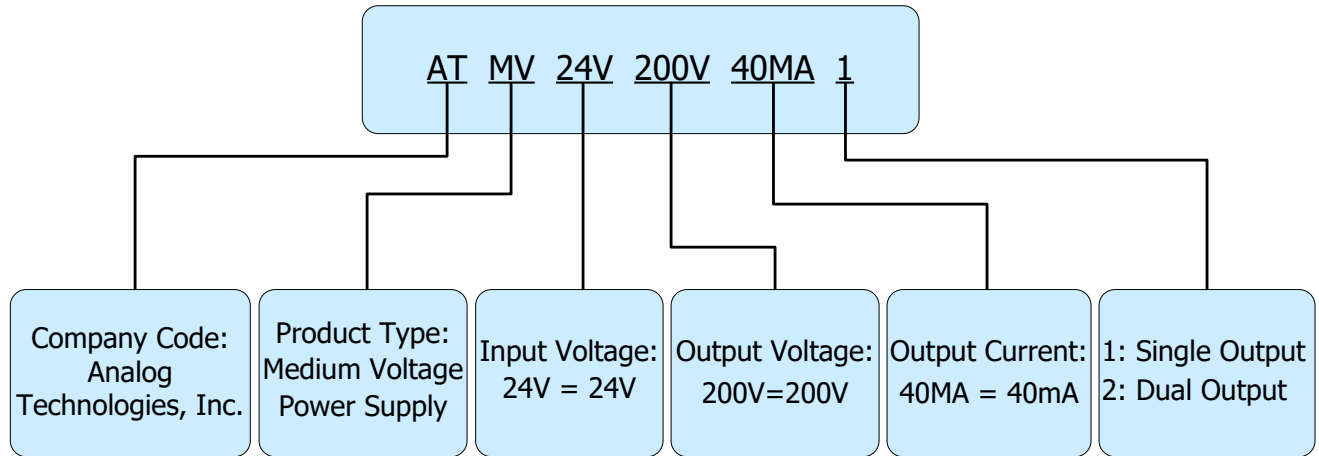 AT MV 24V 200V 40MA 1
Company Code:
Analog
Technologies, Inc.
Product Type:
Medium Voltage
Power Supply
Input Voltage:
24V = 24V
Output Voltage:
200V=200V
Output Current:
40MA = 40mA
1: Single Output
2: Dual Output